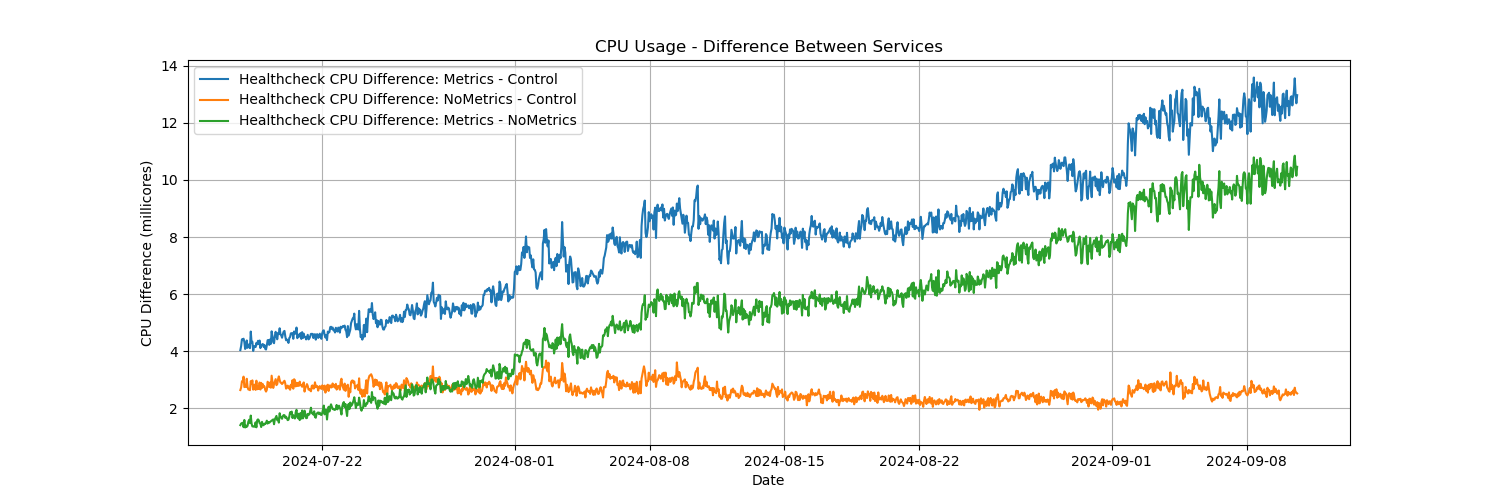 CPU Usage - Difference Between Services
Healthcheck CPU Difference: Metrics - Control
Healthcheck CPU Difference: NoMetrics - Control
Healthcheck CPU Difference: Metrics - NoMetrics
CPU Difference (millicores)
14
12
10
8
6
4
2
2024-07-22 2024-08-01 2024-08-08 2024-08-15 2024-08-22 2024-09-01 2024-09-08
Date